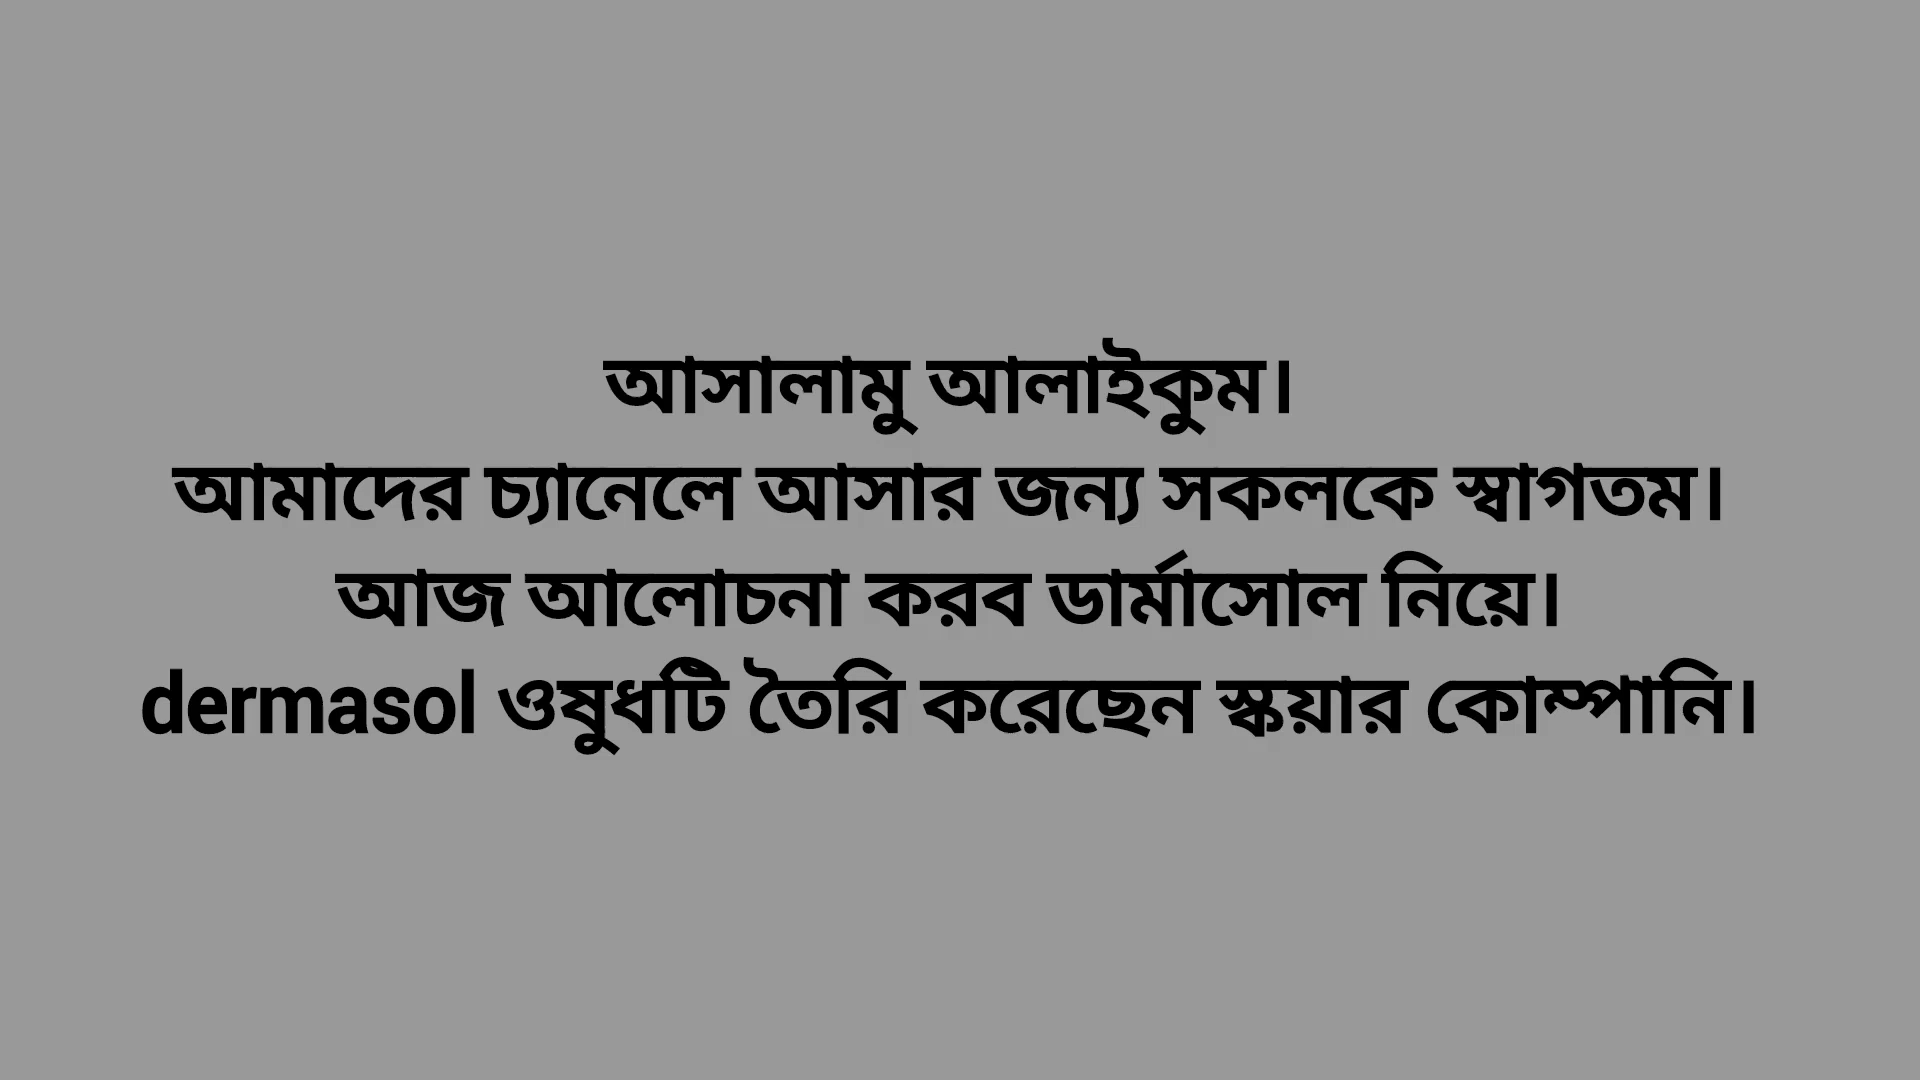 আসালামু আলাইকুম।
আমাদের চ্যানেলে আসার জন্য সকলকে স্বাগতম।
আজ আলোচনা করব ডার্মাসোল নিয়ে।
dermasol ওষুধটি তৈরি করেছেন স্কয়ার কোম্পানি।